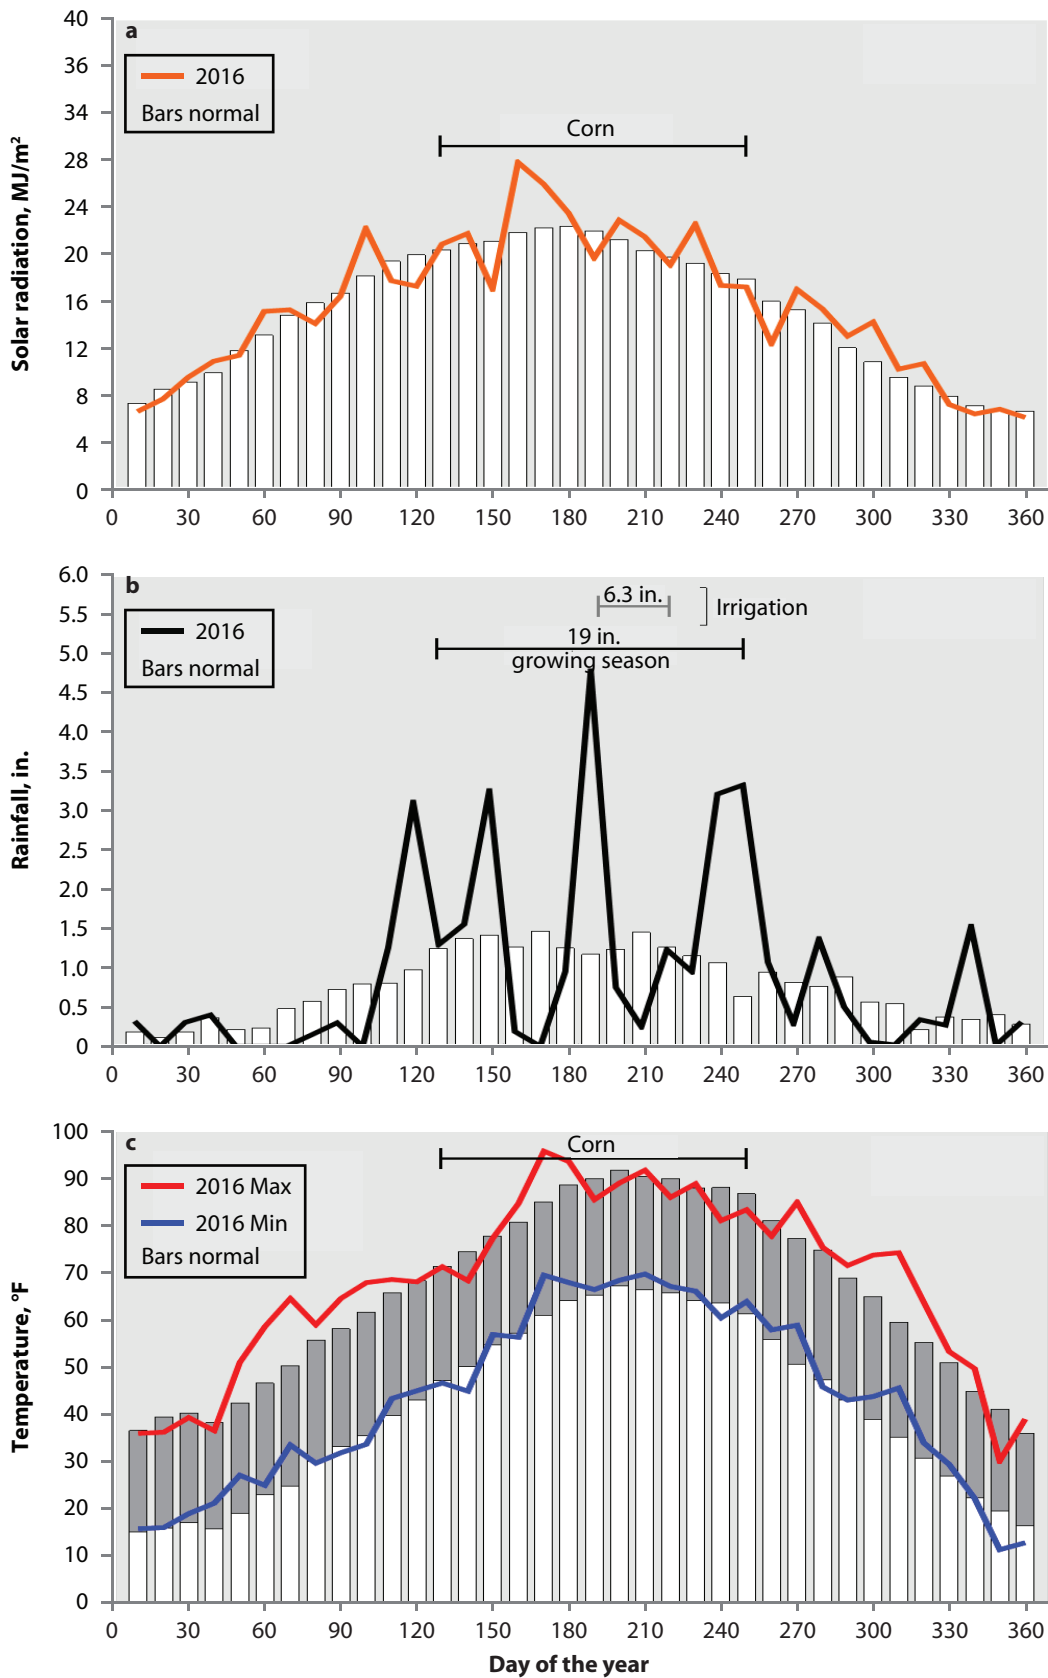 a
40
36
34
28
24
20
16
12
8
4
0
2016
Bars normal
Corn
Solar radiation, MJ/m²
0 30 60 90 120 150 180 210 240 270 300 330 360
b
6.0
5.5
5.0
4.5
4.0
3.5
3.0
2.5
2.0
1.5
1.0
0.5
0
2016
Bars normal
6.3 in.
Irrigation
19 in.
growing season
Rainfall, in.
0 30 60 90 120 150 180 210 240 270 300 330 360
c
100
90
80
70
60
50
40
30
20
10
0
2016 Max
2016 Min
Bars normal
Corn
Temperature, °F
0 30 60 90 120 150 180 210 240 270 300 330 360
Day of the year